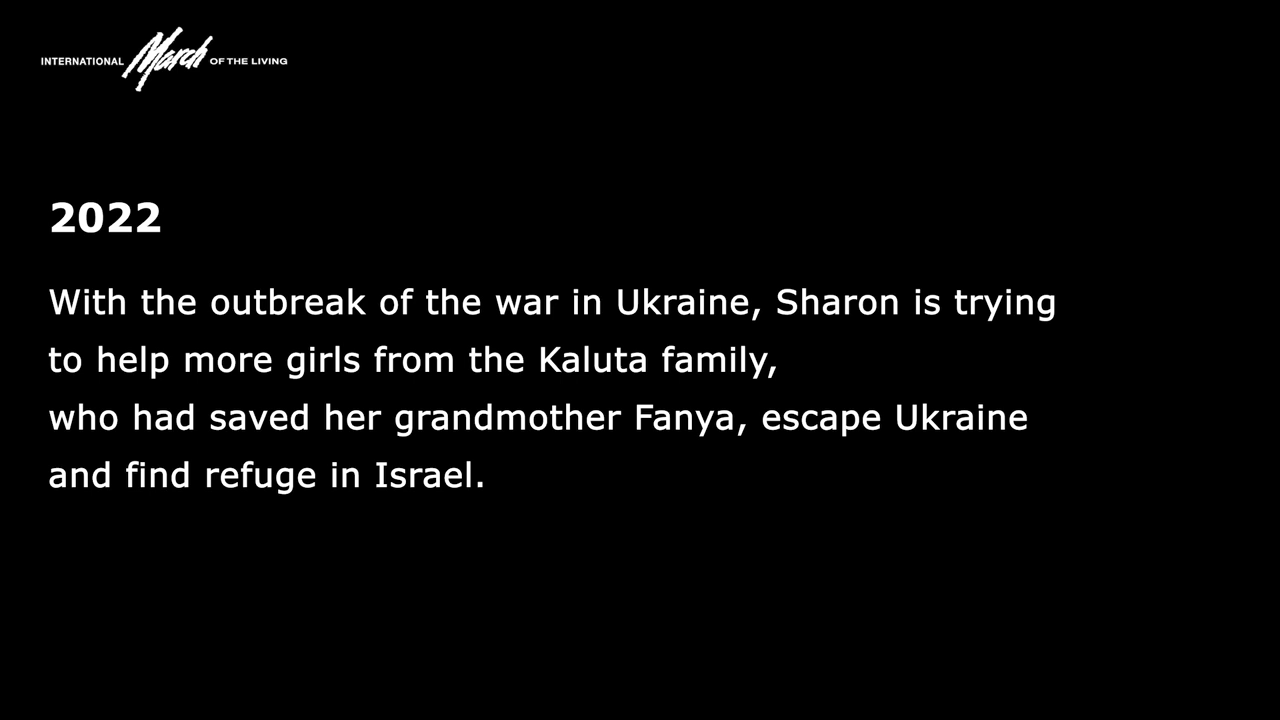 INTERNATIONAL March OF THE LIVING
2022
With the outbreak of the war in Ukraine, Sharon is trying
to help more girls from the Kaluta family,
who had saved her grandmother Fanya, escape Ukraine
and find refuge in Israel.